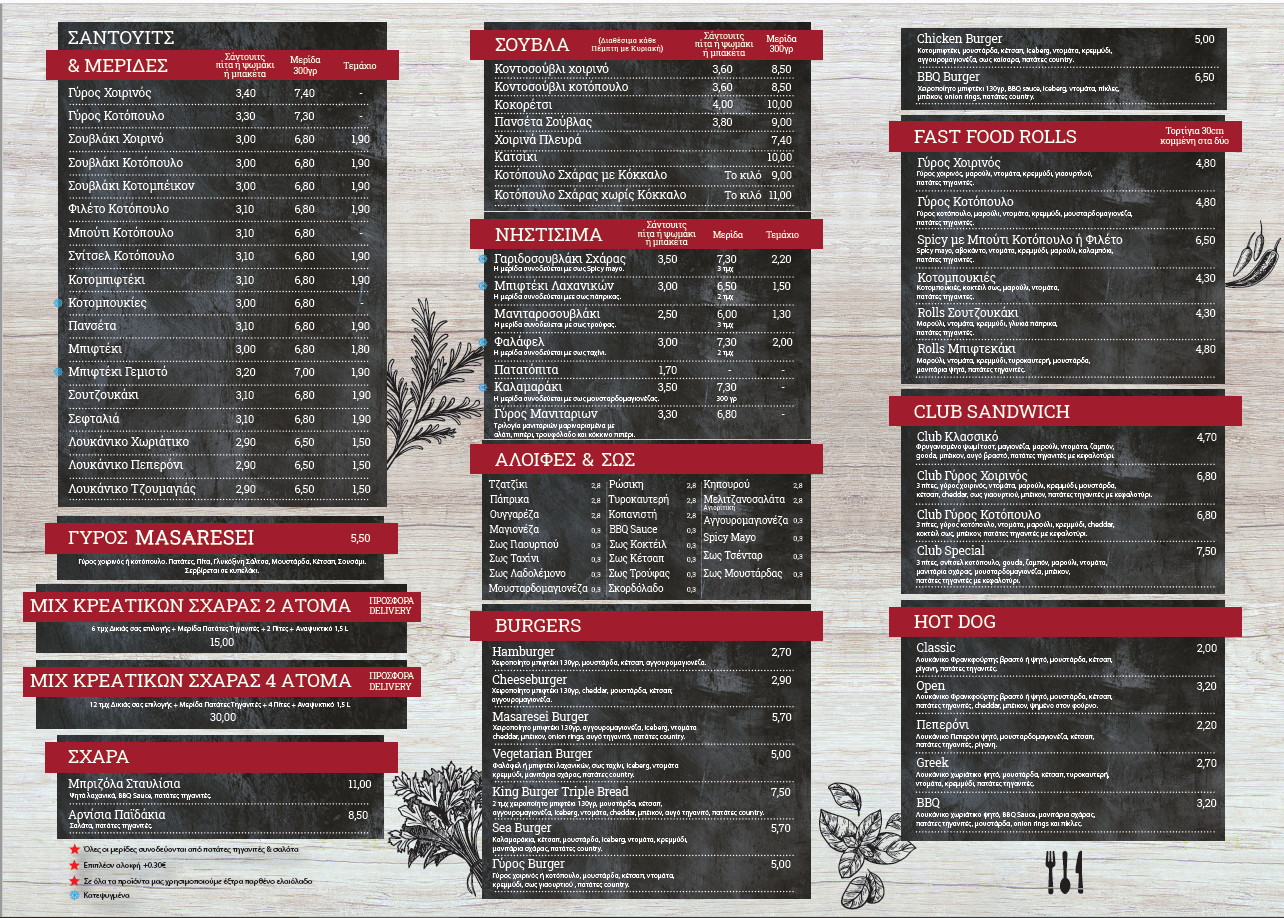 ΣΑΝΤΟΥΙΤΣ
& ΜΕΡΙΔΕΣ
Σάντουιτς
πίτα ή ψωμάκι
ή μπακέτα
Μερίδα
300γρ
Τεμάχιο
Γύρος Χοιρινός 3,40 7,40 -
Γύρος Κοτόπουλο 3,30 7,30 -
Σουβλάκι Χοιρινό 3,00 6,80 1,90
Σουβλάκι Κοτόπουλο 3,00 6,80 1,90
Σουβλάκι Κοτομπέικον 3,00 6,80 1,90
Φιλέτο Κοτόπουλο 3,10 6,80 1,90
Μπούτι Κοτόπουλο 3,10 6,80 -
Σνίτσελ Κοτόπουλο 3,10 6,80 1,90
Κοτομπιφτέκι 3,10 6,80 1,90
Κοτομπουκίες 3,00 6,80 -
Πανσέτα 3,10 6,80 1,90
Μπιφτέκι 3,00 6,80 1,80
Μπιφτέκι Γεμιστό 3,20 7,00 1,90
Σουτζουκάκι 3,10 6,80 1,90
Σεφταλιά 3,10 6,80 1,90
Λουκάνικο Χωριάτικο 2,90 6,50 1,50
Λουκάνικο Πεπερόνι 2,90 6,50 1,50
Λουκάνικο Τζουμαγιάς 2,90 6,50 1,50
ΓΥΡΟΣ MASARESEI 5,50
Γύρος χοιρινός ή κοτόπουλο, Πατάτες, Πίτα, Γλυκόξινη Σάλτσα, Μουστάρδα, Κέτσαπ, Σουσάμι.
Σερβίρεται σε κυπελάκι.
ΜΙΧ ΚΡΕΑΤΙΚΩΝ ΣΧΑΡΑΣ 2 ΑΤΟΜΑ ΠΡΟΣΦΟΡΑ
DELIVERY
6 τμχ Δικιάς σας επιλογής + Μερίδα Πατάτες Τηγανιτές + 2 Πίτες + Αναψυκτικό 1,5 L
15,00
ΜΙΧ ΚΡΕΑΤΙΚΩΝ ΣΧΑΡΑΣ 4 ΑΤΟΜΑ ΠΡΟΣΦΟΡΑ
DELIVERY
12 τμχ Δικιάς σας επιλογής + Μερίδα Πατάτες Τηγανιτές + 4 Πίτες + Αναψυκτικό 1,5 L
30,00
ΣΧΑΡΑ
Μπριζόλα Σταυλίσια 11,00
Ψητά λαχανικά, BBQ Sauce, πατάτες τηγανιτές.
Αρνίσια Παϊδάκια 8,50
Σαλάτα, πατάτες τηγανιτές.
Όλες οι μερίδες συνοδεύονται από πατάτες τηγανιτές & σαλάτα
Επιπλέον αλοιφή +0.30€
Σε όλα τα προϊόντα μας χρησιμοποιούμε έξτρα παρθένο ελαιόλαδο
Κατεψυγμένο
ΣΟΥΒΛΑ
(Διαθέσιμα κάθε
Πέμπτη με Κυριακή)
Σάντουιτς
πίτα ή ψωμάκι
ή μπακέτα
Μερίδα
300γρ
Κοντοσούβλι χοιρινό 3,60 8,50
Κοντοσούβλι κοτόπουλο 3,60 8,50
Κοκορέτσι 4,00 10,00
Πανσέτα Σούβλας 3,80 9,00
Χοιρινά Πλευρά 7,40
Κατσίκι 10,00
Κοτόπουλο Σχάρας με Κόκκαλο Το κιλό 9,00
Κοτόπουλο Σχάρας χωρίς Κόκκαλο Το κιλό 11,00
ΝΗΣΤΙΣΙΜΑ
Σάντουιτς
πίτα ή ψωμάκι
ή μπακέτα
Μερίδα
Τεμάχιο
Γαριδοσουβλάκι Σχάρας 3,50 7,30 2,20
Η μερίδα συνοδεύεται με σως Spicy mayo. 3 τμχ
Μπιφτέκι Λαχανικών 3,00 6,50 1,50
Η μερίδα συνοδεύεται με σως πάπρικας. 2 τμχ
Μανιταροσουβλάκι 2,50 6,00 1,30
Η μερίδα συνοδεύεται με σως τρούφας. 3 τμχ
Φαλάφελ 3,00 7,30 2,00
Η μερίδα συνοδεύεται με σως ταχίνι. 2 τμχ
Πατατόπιτα 1,70 - -
Καλαμαράκι 3,50 7,30 -
Η μερίδα συνοδεύεται με σως μουσταρδομαγιονέζας. 300 γρ
Γύρος Μανιταριων 3,30 6,80 -
Τριλογία μανιταριών μαριναρισμένα με
αλάτι, πιπέρι, τρουφόλαδο και κόκκινο πιπέρι.
ΑΛΟΙΦΕΣ & ΣΩΣ
Τζατζίκι 2,8 Ρώσικη 2,8 Κηπουρού 2,8
Πάπρικα 2,8 Τυροκαυτερή 2,8 Μελιτζανοσαλάτα 2,8
Αγιορίτικη
Ουγγαρέζα 2,8 Κοπανιστή 2,8 Αγγουρομαγιονέζα 0,3
Μαγιονέζα 0,3 BBQ Sauce 0,3 Spicy Mayo 0,3
Σως Γιαουρτιού 0,3 Σως Κοκτέιλ 0,3 Σως Τσένταρ 0,3
Σως Ταχίνι 0,3 Σως Κέτσαπ 0,3 Σως Μουστάρδας 0,3
Σως Λαδολέμονο 0,3 Σως Τρούφας 0,3
Μουσταρδομαγιονέζα 0,3 Σκορδόλαδο 0,3
BURGERS
Hamburger 2,70
Χειροποίητο μπιφτέκι 130γρ, μουστάρδα, κέτσαπ, αγγουρομαγιονέζα.
Cheeseburger 2,90
Χειροποίητο μπιφτέκι 130γρ, cheddar, μουστάρδα, κέτσαπ,
αγγουρομαγιονέζα.
Masaresei Burger 5,70
Χειροποίητο μπιφτέκι 130γρ, αγγουρομαγιονέζα, iceberg, ντομάτα
cheddar, μπέικον, onion rings, αυγό τηγανιτό, πατάτες country.
Vegetarian Burger 5,00
Φαλάφελ ή μπιφτέκι λαχανικών, σως ταχίνι, iceberg, ντομάτα,
κρεμμύδι, μανιτάρια σχάρας, πατάτες country.
King Burger Triple Bread 7,50
2 τμχ χειροποίητο μπιφτέκι 130γρ, μουστάρδα, κέτσαπ,
αγγουρομαγιονέζα, iceberg, ντομάτα, cheddar, μπέικον, αυγό τηγανιτό, πατάτες country.
Sea Burger 5,70
Καλαμαράκια, κέτσαπ, μουστάρδα, iceberg, ντομάτα, κρεμμύδι,
μανιτάρια σχάρας, πατάτες country.
Γύρος Burger 5,00
Γύρος χοιρινός ή κοτόπουλο, μουστάρδα, κέτσαπ, ντομάτα,
κρεμμύδι, σως γιαουρτιού , πατάτες country.
Chicken Burger 5,00
Κοτομπιφτέκι, μουστάρδα, κέτσαπ, iceberg, ντομάτα, κρεμμύδι,
αγγουρομαγιονέζα, σως καίσαρα, πατάτες country.
BBQ Burger 6,50
Χειροποίητο μπιφτέκι 130γρ, BBQ sauce, iceberg, ντομάτα, πίκλες,
μπέικον, onion rings, πατάτες country.
FAST FOOD ROLLS
Τορτίγια 30cm
κομμένη στα δύο
Γύρος Χοιρινός 4,80
Γύρος χοιρινός, μαρούλι, ντομάτα, κρεμμύδι, γιαουρτλού,
πατάτες τηγανιτές.
Γύρος Κοτόπουλο 4,80
Γύρος κοτόπουλο, μαρούλι, ντομάτα, κρεμμύδι, μουσταρδομαγιονέζα,
πατάτες τηγανιτές.
Spicy με Μπούτι Κοτόπουλο ή Φιλέτο 6,50
Spicy mayo, αβοκάντο, ντομάτα, κρεμμύδι, μαρούλι, καλαμπόκι,
πατάτες τηγανιτές.
Κοτομπουκιές 4,30
Κοτομπουκιές, κοκτέιλ σως, μαρούλι, ντομάτα,
πατάτες τηγανιτές.
Rolls Σουτζουκάκι 4,30
Μαρούλι, ντομάτα, κρεμμύδι, γλυκιά πάπρικα,
πατάτες τηγανιτές.
Rolls Μπιφτεκάκι 4,80
Μαρούλι, ντομάτα, κρεμμύδι, τυροκαυτερή, μουστάρδα,
μανιτάρια ψητά, πατάτες τηγανιτές.
CLUB SANDWICH
Club Κλασσικό 4,70
Φρυγανισμένο ψωμί τοστ, μαγιονέζα, μαρούλι, ντομάτα, ζαμπόν,
gouda, μπέικον, αυγό βραστό, πατάτες τηγανιτές με κεφαλοτύρι.
Club Γύρος Χοιρινός 6,80
3 πίτες, γύρος χοιρινός, ντομάτα, μαρούλι, κρεμμύδι, μουστάρδα,
κέτσαπ, cheddar, σως γιαουρτιού, μπέικον, πατάτες τηγανιτές με κεφαλοτύρι.
Club Γύρος Κοτόπουλο 6,80
3 πίτες, γύρος κοτόπουλο, ντομάτα, μαρούλι, κρεμμύδι, cheddar,
κοκτέιλ σως, μπέικον, πατάτες τηγανιτές με κεφαλοτύρι.
Club Special 7,50
3 πίτες, σνίτσελ κοτόπουλο, gouda, ζαμπόν, μαρούλι, ντομάτα,
μανιτάρια σχάρας, μουσταρδομαγιονέζα, μπέικον,
πατάτες τηγανιτές με κεφαλοτύρι.
HOT DOG
Classic 2,00
Λουκάνικο Φρανκφούρτης βραστό ή ψητό, μουστάρδα, κέτσαπ,
ρίγανη, πατάτες τηγανιτές.
Open 3,20
Λουκάνικο Φρανκφούρτης βραστό ή ψητό, μουστάρδα, κέτσαπ,
πατάτες τηγανιτές, cheddar, μπέικον, ψημένο στον φούρνο.
Πεπερόνι 2,20
Λουκάνικο Πεπερόνι ψητό, μουσταρδομαγιονέζα, κέτσαπ,
πατάτες τηγανιτές, ρίγανη.
Greek 2,70
Λουκάνικο χωριάτικο ψητό, μουστάρδα, κέτσαπ, τυροκαυτερή,
ντομάτα, κρεμμύδι, πατάτες τηγανιτές.
BBQ 3,20
Λουκάνικο χωριάτικο ψητό, BBQ Sauce, μανιτάρια σχάρας,
πατάτες τηγανιτές, μουστάρδα, onion rings και πίκλες.